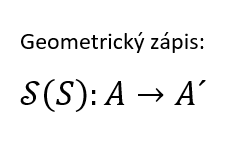 Geometrický zápis:
𝒮(S): A → A´